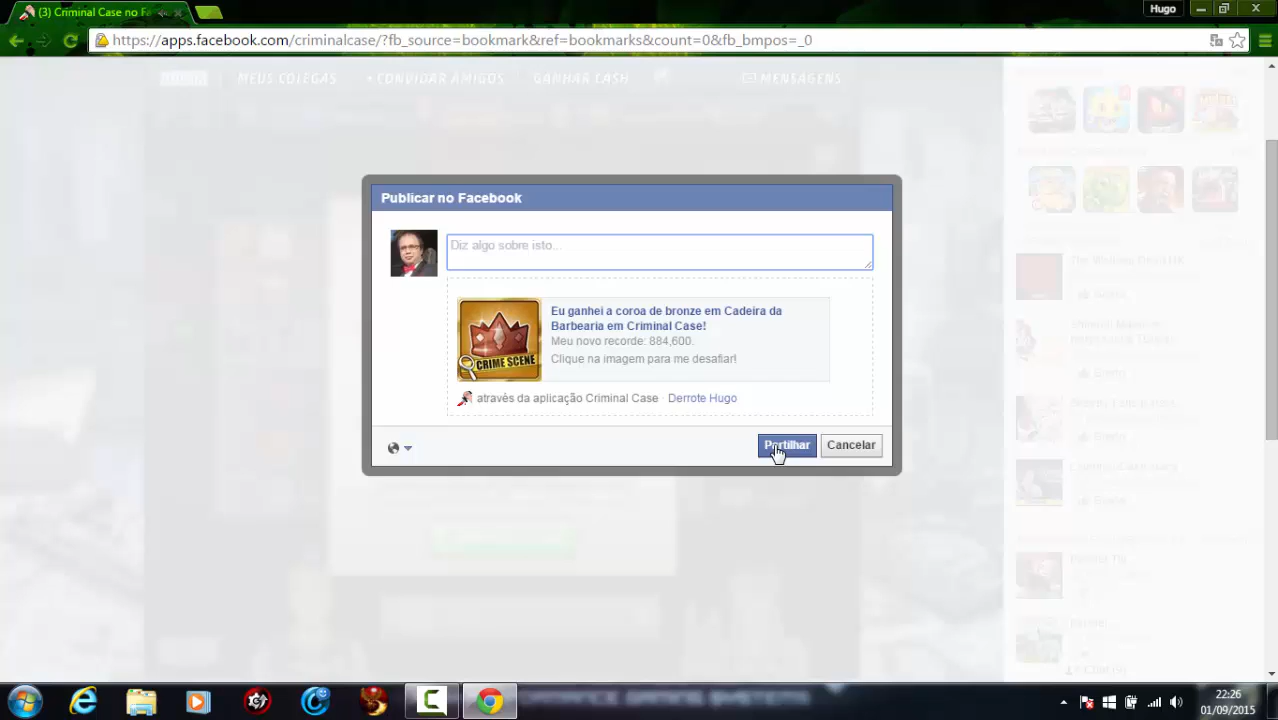 (3) Criminal Case no Fa
Hugo
https://apps.facebook.com/criminalcase/?fb_source=bookmark&ref=bookmarks&count=0&fb_bmpos=_0
MEUS COLEGAS
+ CONVIDAR AMIGOS
GANHAR CASH
MENSAGENS
Publicar no Facebook
Diz algo sobre isto...
Eu ganhei a coroa de bronze em Cadeira da
Barbearia em Criminal Case!
Meu novo recorde: 884,600.
Clique na imagem para me desafiar!
CRIME SCENE
através da aplicação Criminal Case · Derrote Hugo
Partilhar
Cancelar
22:26
01/09/2015